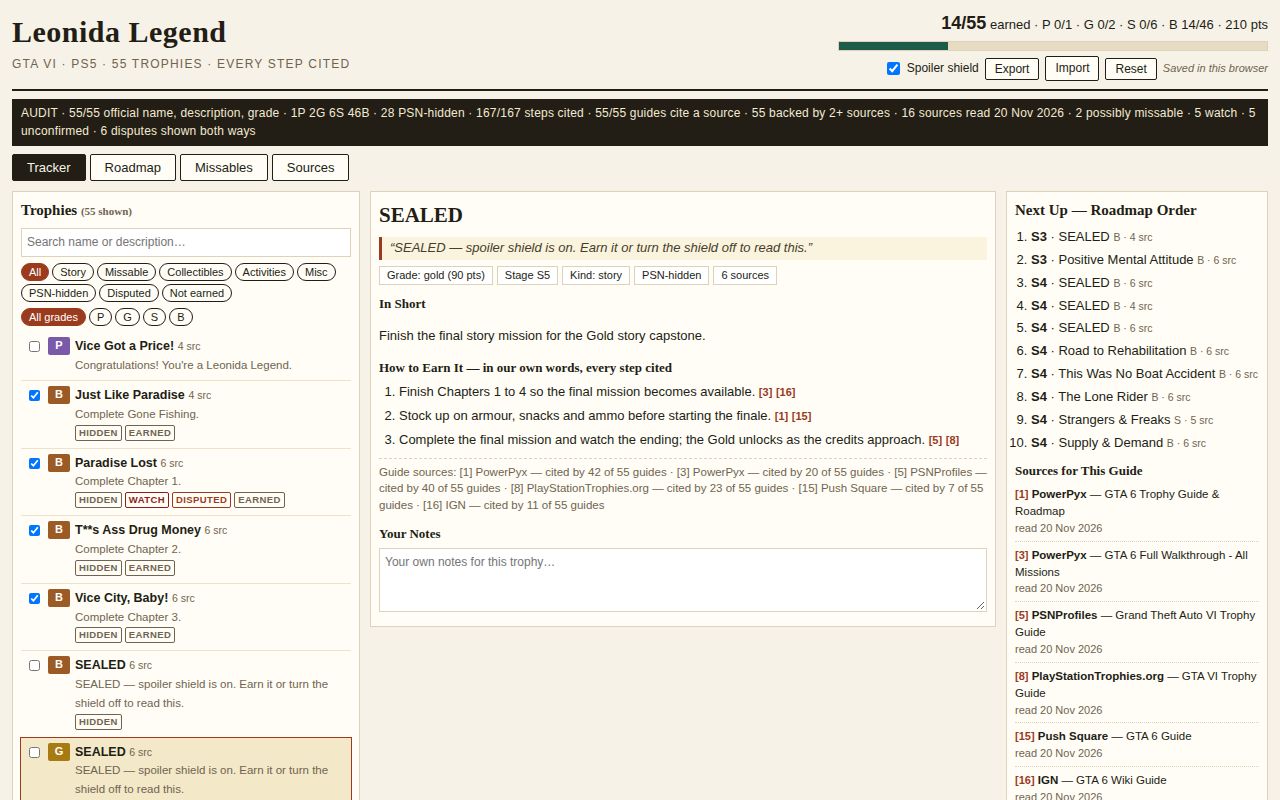 Leonida Legend
GTA VI · PS5 · 55 TROPHIES · EVERY STEP CITED
14/55 earned · P 0/1 · G 0/2 · S 0/6 · B 14/46 · 210 pts
Spoiler shield
Export
Import
Reset
Saved in this browser
AUDIT · 55/55 official name, description, grade · 1P 2G 6S 46B · 28 PSN-hidden · 167/167 steps cited · 55/55 guides cite a source · 55 backed by 2+ sources · 16 sources read 20 Nov 2026 · 2 possibly missable · 5 watch · 5
unconfirmed · 6 disputes shown both ways
Tracker
Roadmap
Missables
Sources
Trophies (55 shown)
Search name or description…
All
Story
Missable
Collectibles
Activities
Misc
PSN-hidden
Disputed
Not earned
All grades
P
G
S
B
P Vice Got a Price! 4 src
Congratulations! You're a Leonida Legend.
B Just Like Paradise 4 src
Complete Gone Fishing.
HIDDEN EARNED
B Paradise Lost 6 src
Complete Chapter 1.
HIDDEN WATCH DISPUTED EARNED
B T**s Ass Drug Money 6 src
Complete Chapter 2.
HIDDEN EARNED
B Vice City, Baby! 6 src
Complete Chapter 3.
HIDDEN EARNED
B SEALED 6 src
SEALED — spoiler shield is on. Earn it or turn the
shield off to read this.
HIDDEN
G SEALED 6 src
SEALED — spoiler shield is on. Earn it or turn the
shield off to read this.
SEALED
“SEALED — spoiler shield is on. Earn it or turn the shield off to read this.”
Grade: gold (90 pts)
Stage S5
Kind: story
PSN-hidden
6 sources
In Short
Finish the final story mission for the Gold story capstone.
How to Earn It — in our own words, every step cited
1. Finish Chapters 1 to 4 so the final mission becomes available. [3] [16]
2. Stock up on armour, snacks and ammo before starting the finale. [1] [15]
3. Complete the final mission and watch the ending; the Gold unlocks as the credits approach. [5] [8]
Guide sources: [1] PowerPyx — cited by 42 of 55 guides · [3] PowerPyx — cited by 20 of 55 guides · [5] PSNProfiles —
cited by 40 of 55 guides · [8] PlayStationTrophies.org — cited by 23 of 55 guides · [15] Push Square — cited by 7 of 55
guides · [16] IGN — cited by 11 of 55 guides
Your Notes
Your own notes for this trophy…
Next Up — Roadmap Order
1. S3 · SEALED B · 4 src
2. S3 · Positive Mental Attitude B · 6 src
3. S4 · SEALED B · 6 src
4. S4 · SEALED B · 4 src
5. S4 · SEALED B · 6 src
6. S4 · Road to Rehabilitation B · 6 src
7. S4 · This Was No Boat Accident B · 6 src
8. S4 · The Lone Rider B · 6 src
9. S4 · Strangers & Freaks S · 5 src
10. S4 · Supply & Demand B · 6 src
Sources for This Guide
[1] PowerPyx — GTA 6 Trophy Guide &
Roadmap
read 20 Nov 2026
[3] PowerPyx — GTA 6 Full Walkthrough - All
Missions
read 20 Nov 2026
[5] PSNProfiles — Grand Theft Auto VI Trophy
Guide
read 20 Nov 2026
[8] PlayStationTrophies.org — GTA VI Trophy
Guide
read 20 Nov 2026
[15] Push Square — GTA 6 Guide
read 20 Nov 2026
[16] IGN — GTA 6 Wiki Guide
read 20 Nov 2026